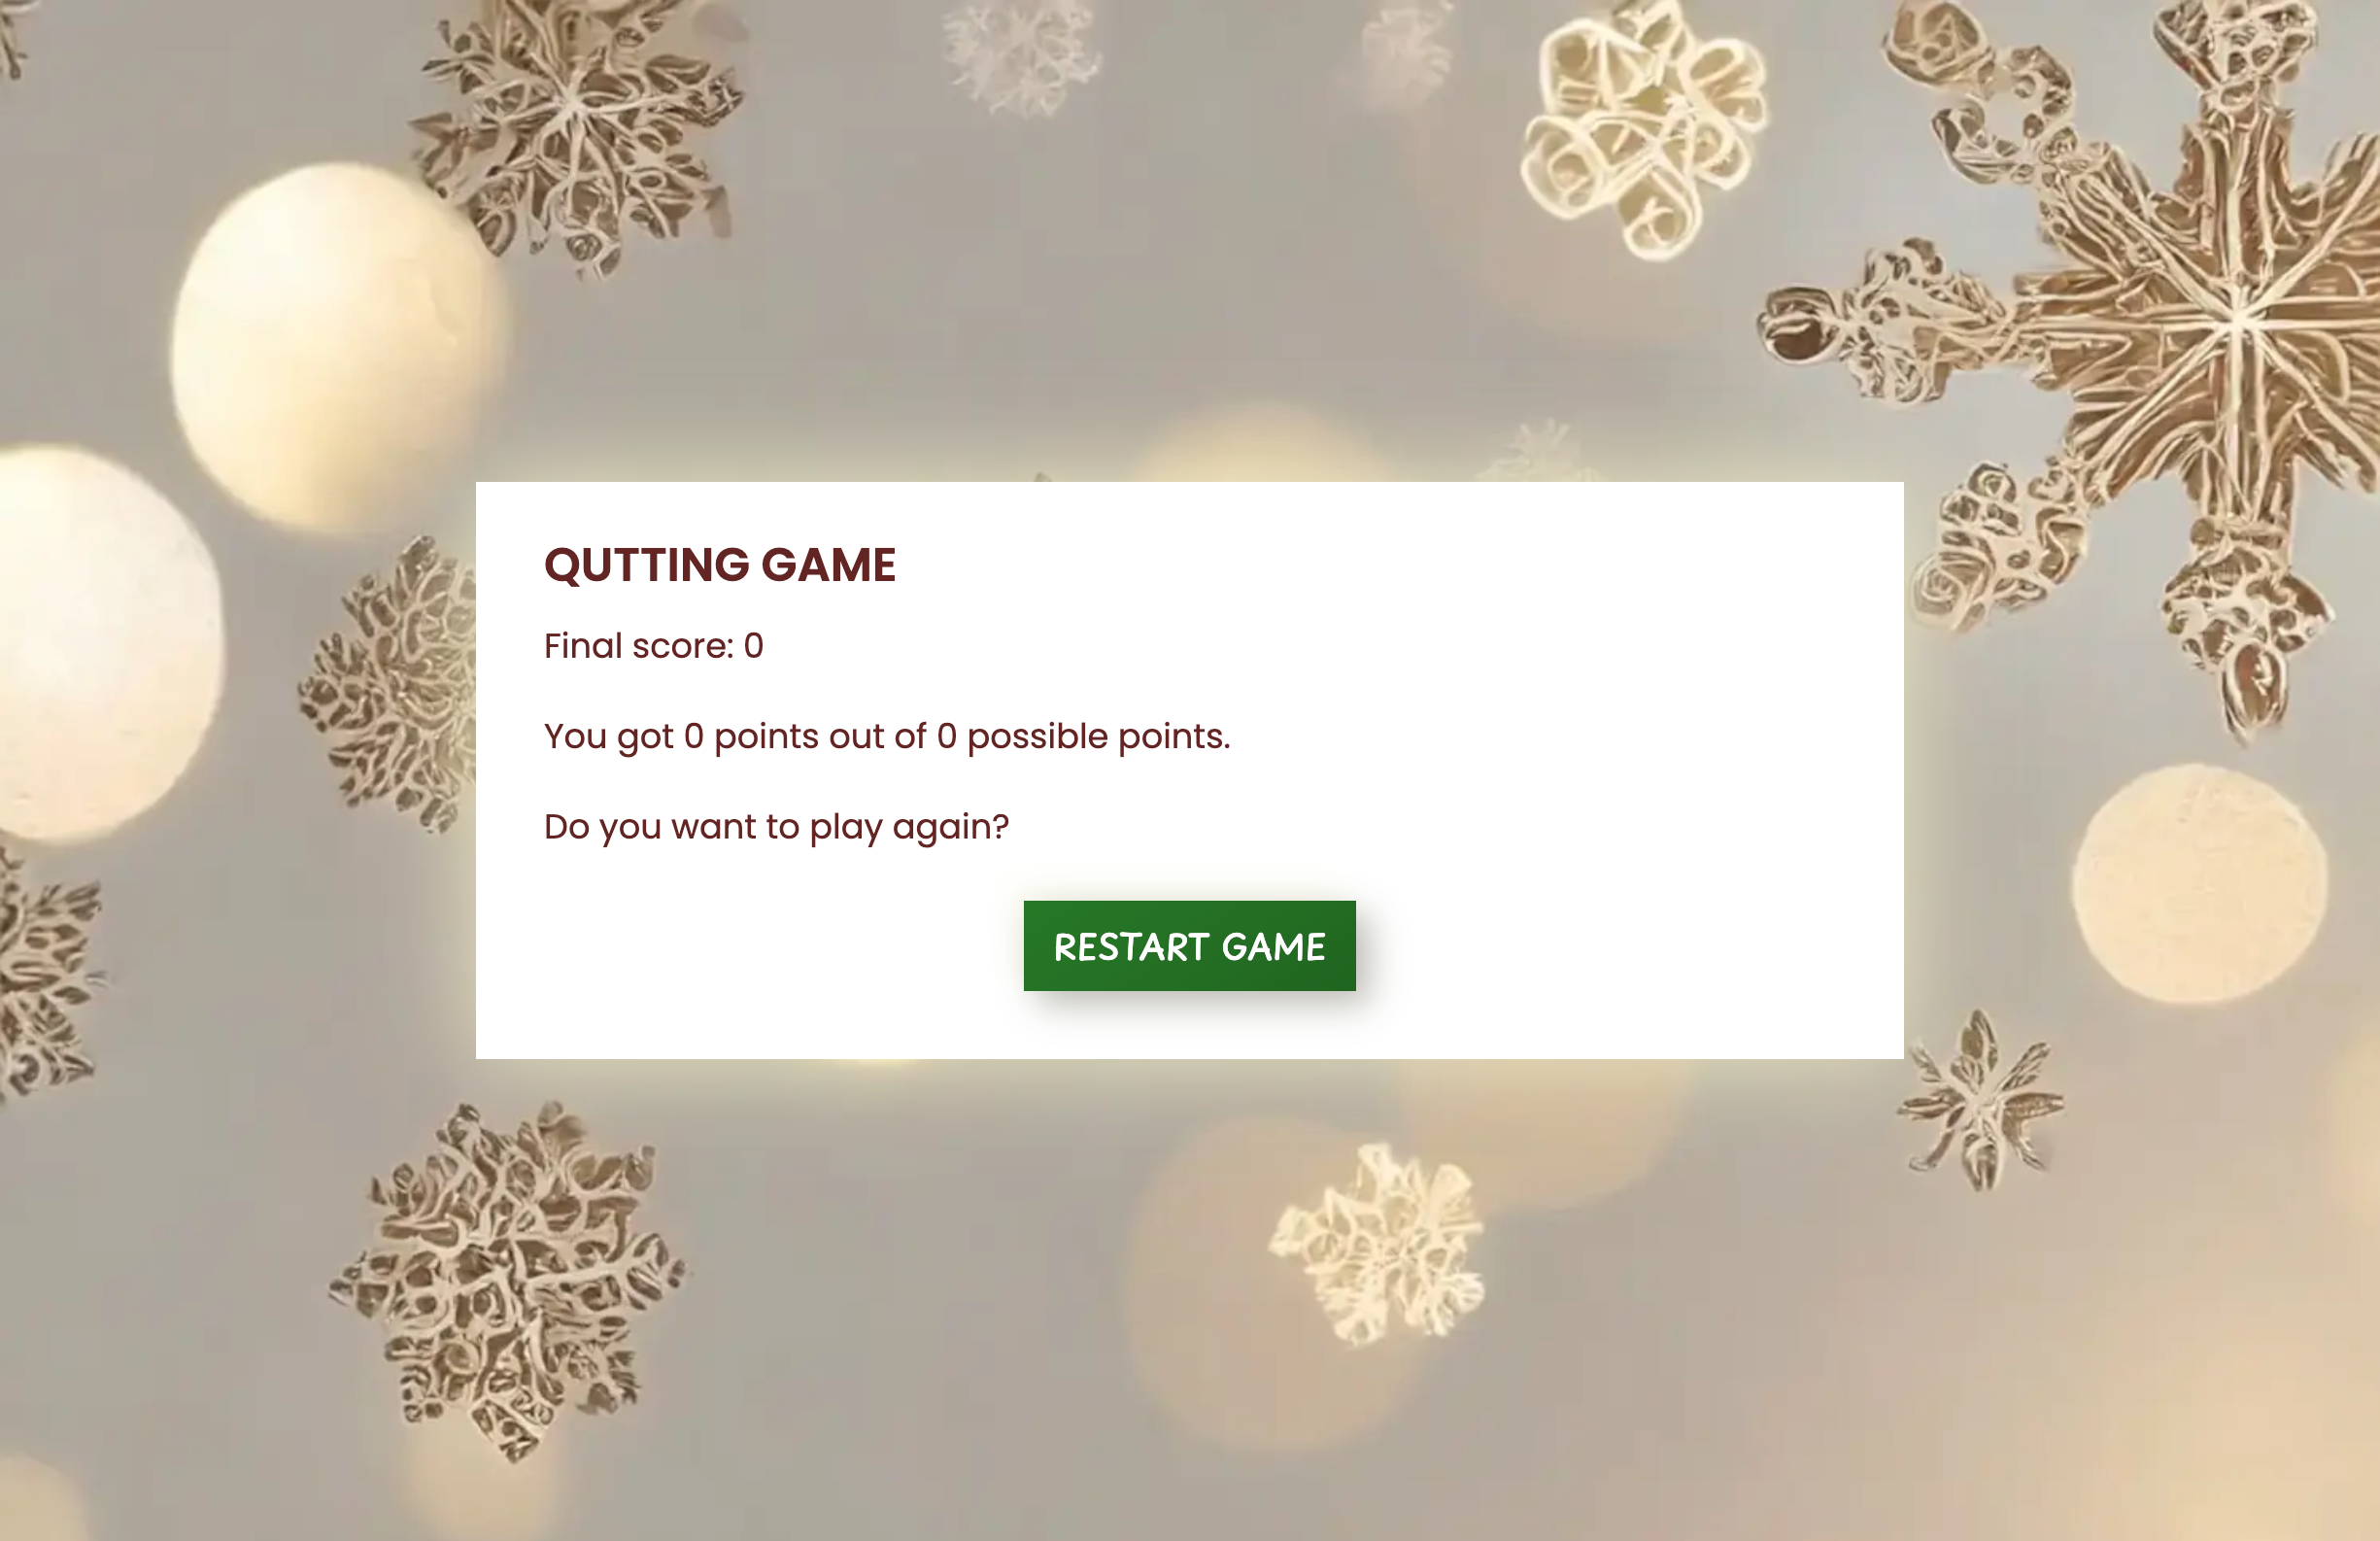 QUTTING GAME
Final score: 0
You got 0 points out of 0 possible points.
Do you want to play again?
RESTART GAME